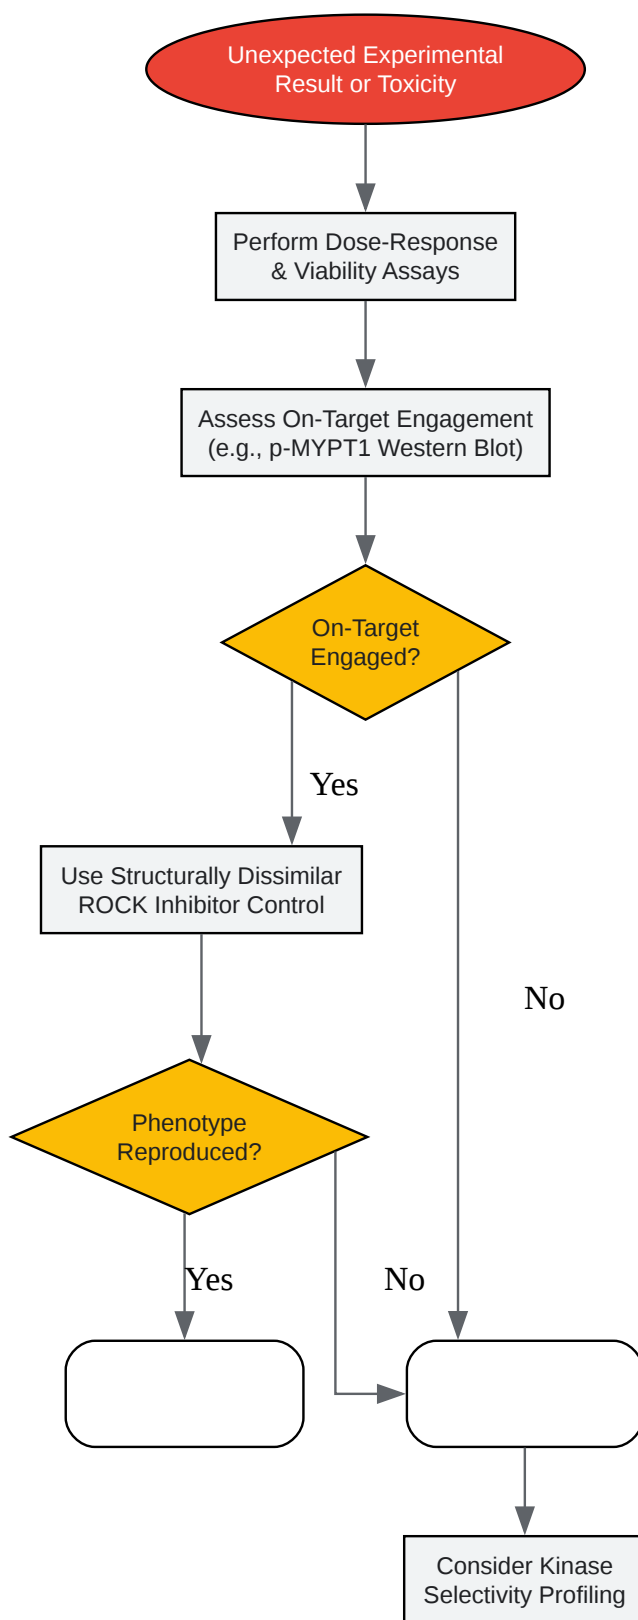 Unexpected Experimental
Result or Toxicity
Perform Dose-Response
& Viability Assays
Assess On-Target Engagement
(e.g., p-MYPT1 Western Blot)
On-Target
Engaged?
Yes
Use Structurally Dissimilar
ROCK Inhibitor Control
No
Phenotype
Reproduced?
Yes
No
Consider Kinase
Selectivity Profiling